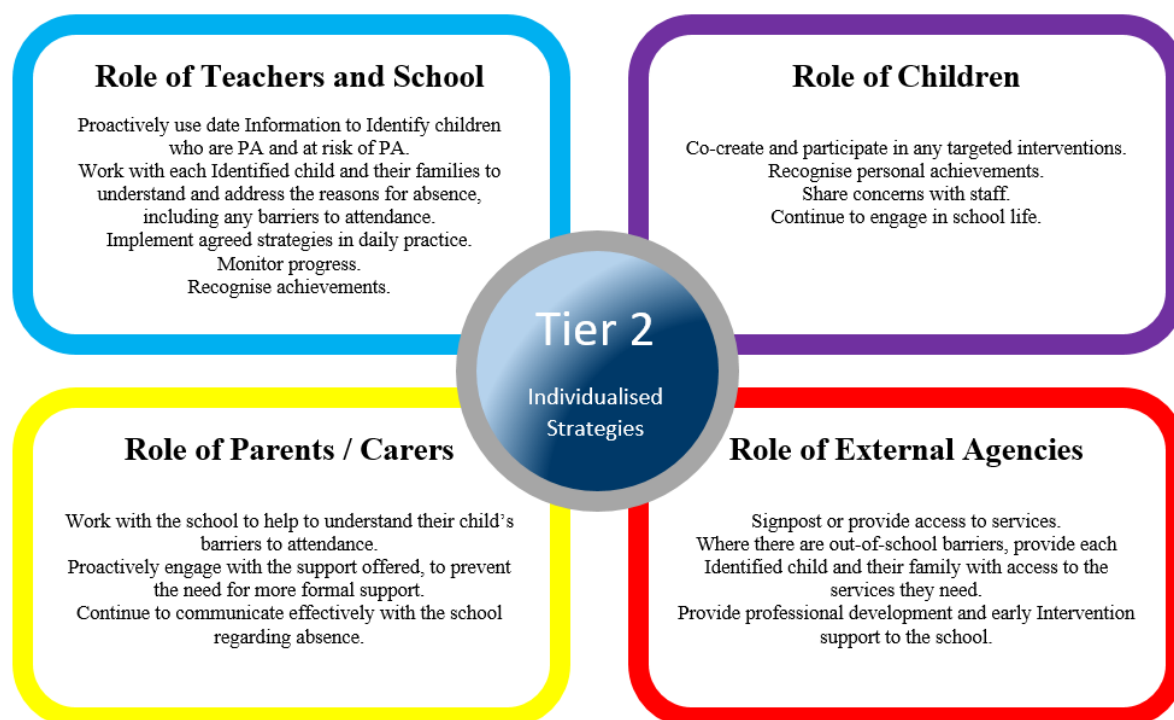 Role of Teachers and School
Proactively use date Information to Identify children
who are PA and at risk of PA.
Work with each Identified child and their families to
understand and address the reasons for absence,
including any barriers to attendance.
Implement agreed strategies in daily practice.
Monitor progress.
Recognise achievements.
Role of Children
Co-create and participate in any targeted interventions.
Recognise personal achievements.
Share concerns with staff.
Continue to engage in school life.
Tier 2
Individualised
Strategies
Role of Parents / Carers
Work with the school to help to understand their child’s
barriers to attendance.
Proactively engage with the support offered, to prevent
the need for more formal support.
Continue to communicate effectively with the school
regarding absence.
Role of External Agencies
Signpost or provide access to services.
Where there are out-of-school barriers, provide each
Identified child and their family with access to the
services they need.
Provide professional development and early Intervention
support to the school.